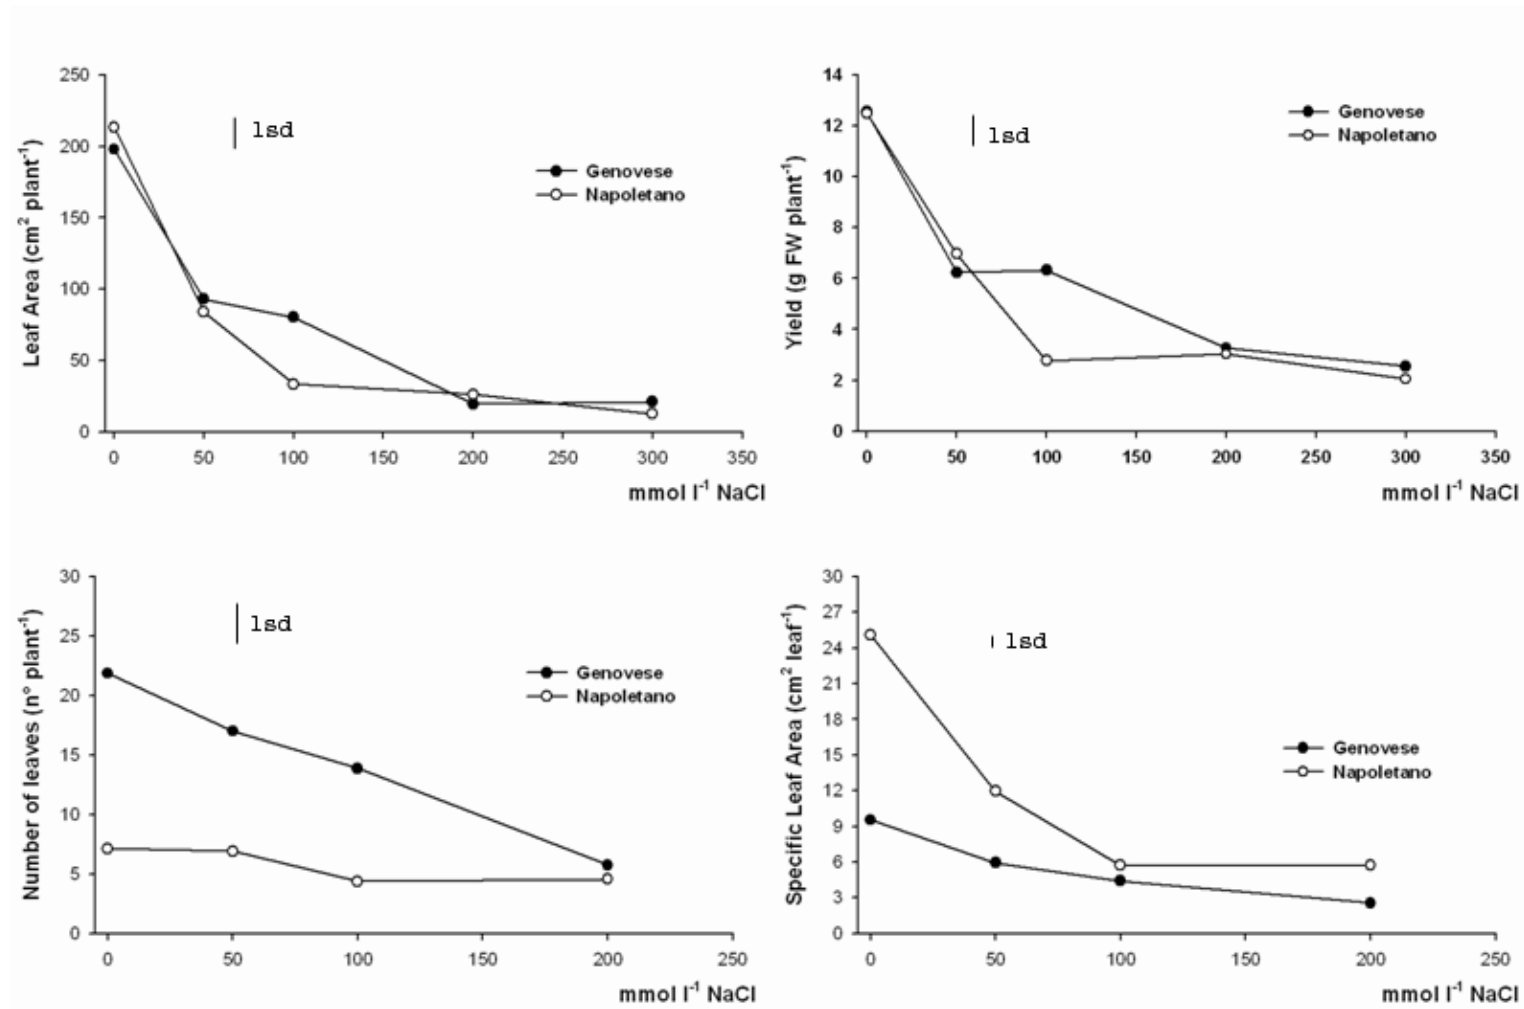 250
200
150
100
50
0
Leaf Area (cm² plant⁻¹)
lsd
Genovese
Napoletano
0 50 100 150 200 250 300 350
mmol l⁻¹ NaCl
14
12
10
8
6
4
2
0
Yield (g FW plant⁻¹)
lsd
Genovese
Napoletano
0 50 100 150 200 250 300 350
mmol l⁻¹ NaCl
30
25
20
15
10
5
0
Number of leaves (n° plant⁻¹)
lsd
Genovese
Napoletano
0 50 100 150 200 250
mmol l⁻¹ NaCl
30
27
24
21
18
15
12
9
6
3
0
Specific Leaf Area (cm² leaf⁻¹)
lsd
Genovese
Napoletano
0 50 100 150 200 250
mmol l⁻¹ NaCl